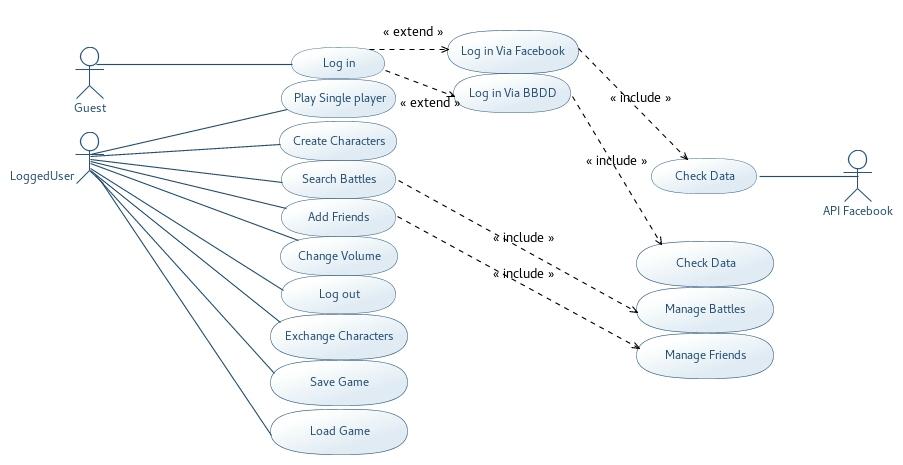 « extend »
Log in Via Facebook
Log in
Log in Via BBDD
« extend »
« include »
Guest
Play Single player
Create Characters
« include »
LoggedUser
Search Battles
Check Data
API Facebook
Add Friends
« include »
Change Volume
Check Data
« include »
Log out
Manage Battles
Exchange Characters
Manage Friends
Save Game
Load Game